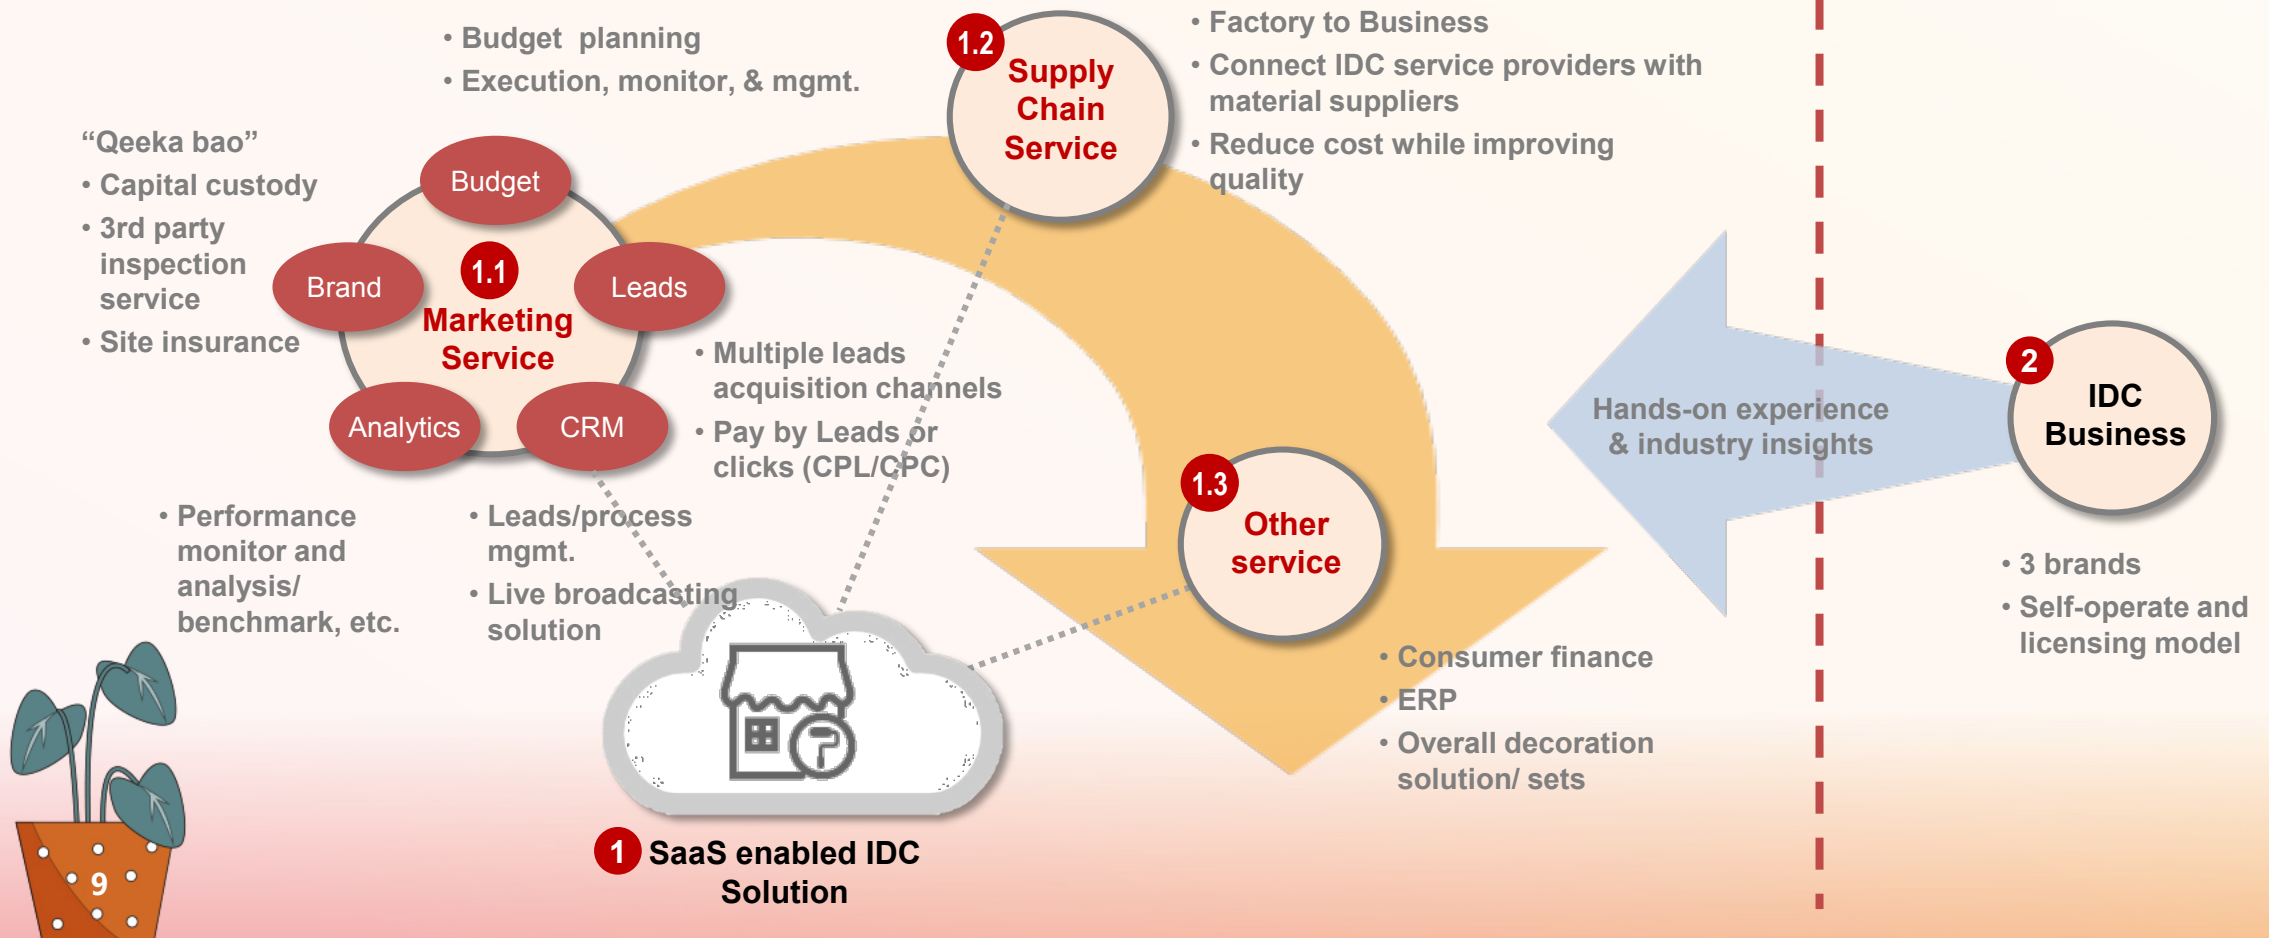 • Budget  planning
• Execution, monitor, & mgmt.
“Qeeka bao”
• Capital custody
• 3rd party
inspection
service
• Site insurance
Budget
Brand
Leads
Analytics
CRM
1.1
Marketing
Service
• Multiple leads
acquisition channels
• Pay by Leads or
clicks (CPL/CPC)
• Performance
monitor and
analysis/
benchmark, etc.
• Leads/process
mgmt.
• Live broadcasting
solution
1.2
Supply
Chain
Service
• Factory to Business
• Connect IDC service providers with
material suppliers
• Reduce cost while improving
quality
1.3
Other
service
• Consumer finance
• ERP
• Overall decoration
solution/ sets
1 SaaS enabled IDC
Solution
Hands-on experience
& industry insights
2
IDC
Business
• 3 brands
• Self-operate and
licensing model
9